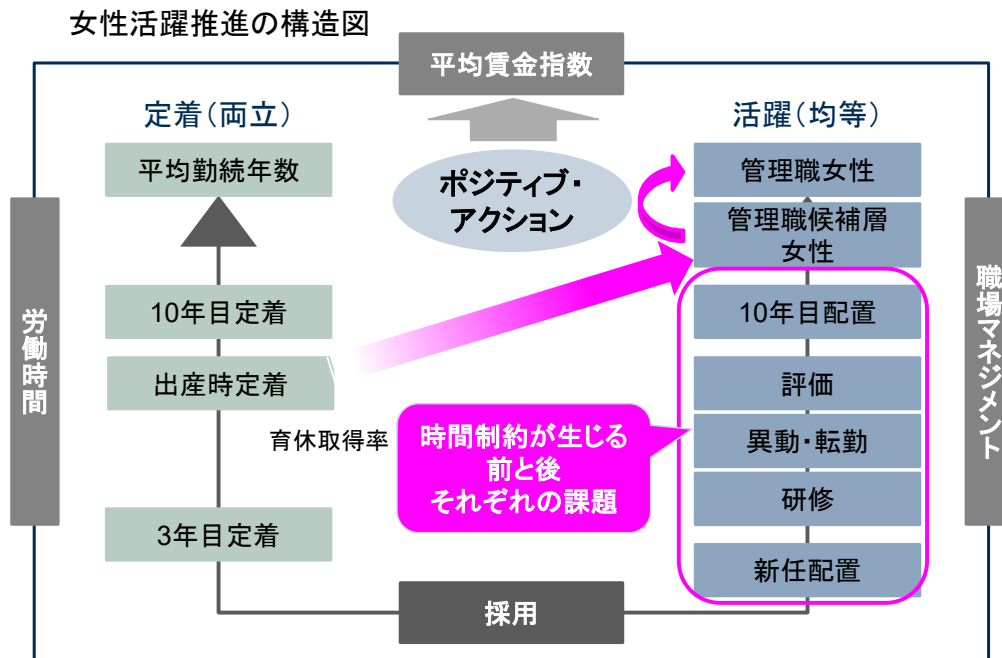 女性活躍推進の構造図
平均賃金指数
定着(両立)
活躍(均等)
平均勤続年数
ポジティブ・
アクション
管理職女性
管理職候補層
女性
労働時間
職場マネジメント
10年目定着
10年目配置
出産時定着
評価
育休取得率
時間制約が生じる
前と後
それぞれの課題
異動・転勤
研修
3年目定着
新任配置
採用